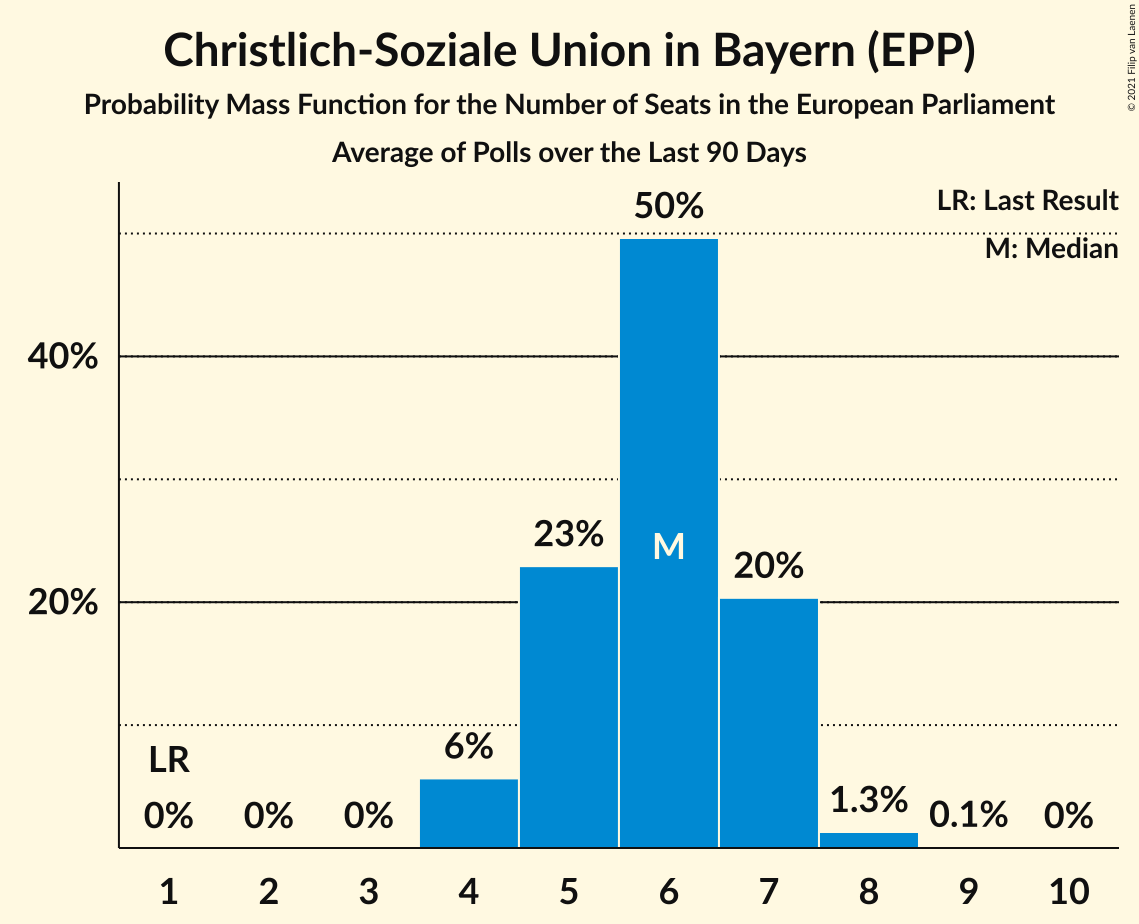 Christlich-Soziale Union in Bayern (EPP)
Probability Mass Function for the Number of Seats in the European Parliament
Average of Polls over the Last 90 Days
© 2021 Filip van Laenen
LR: Last Result
M: Median
50%
40%
23%
M
20%
20%
6%
LR
0%
0%
0%
1.3%
0.1%
0%
1 2 3 4 5 6 7 8 9 10